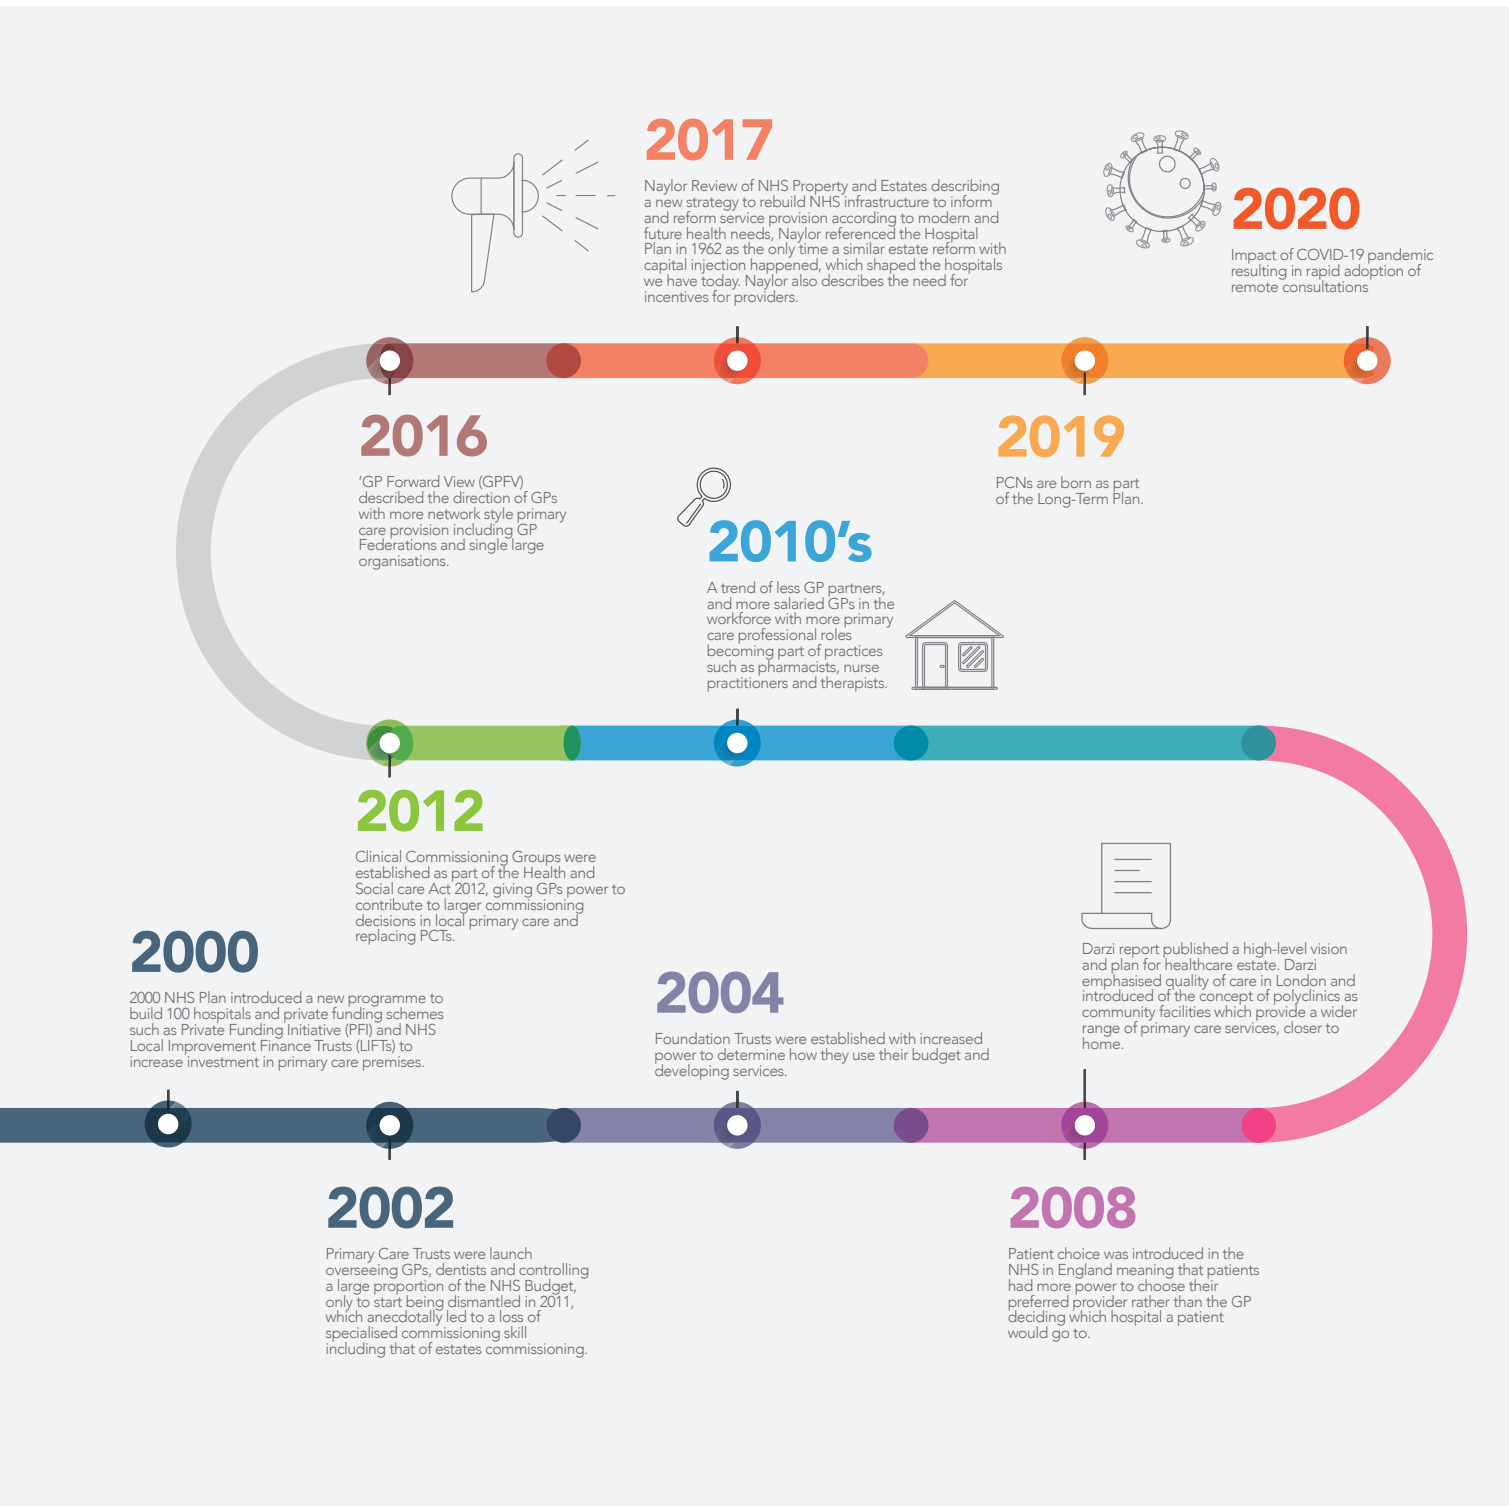 2017
Naylor Review of NHS Property and Estates describing
a new strategy to rebuild NHS infrastructure to inform
and reform service provision according to modern and
future health needs, Naylor referenced the Hospital
Plan in 1962 as the only time a similar estate reform with
capital injection happened, which shaped the hospitals
we have today. Naylor also describes the need for
incentives for providers.
2020
Impact of COVID-19 pandemic
resulting in rapid adoption of
remote consultations
2016
‘GP Forward View (GPFV)
described the direction of GPs
with more network style primary
care provision including GP
Federations and single large
organisations.
2019
PCNs are born as part
of the Long-Term Plan.
2010’s
A trend of less GP partners,
and more salaried GPs in the
workforce with more primary
care professional roles
becoming part of practices
such as pharmacists, nurse
practitioners and therapists.
2012
Clinical Commissioning Groups were
established as part of the Health and
Social care Act 2012, giving GPs power to
contribute to larger commissioning
decisions in local primary care and
replacing PCTs.
2000
2000 NHS Plan introduced a new programme to
build 100 hospitals and private funding schemes
such as Private Funding Initiative (PFI) and NHS
Local Improvement Finance Trusts (LIFTs) to
increase investment in primary care premises.
2004
Foundation Trusts were established with increased
power to determine how they use their budget and
developing services.
Darzi report published a high-level vision
and plan for healthcare estate. Darzi
emphasised quality of care in London and
introduced of the concept of polyclinics as
community facilities which provide a wider
range of primary care services, closer to
home.
2002
Primary Care Trusts were launch
overseeing GPs, dentists and controlling
a large proportion of the NHS Budget,
only to start being dismantled in 2011,
which anecdotally led to a loss of
specialised commissioning skill
including that of estates commissioning.
2008
Patient choice was introduced in the
NHS in England meaning that patients
had more power to choose their
preferred provider rather than the GP
deciding which hospital a patient
would go to.